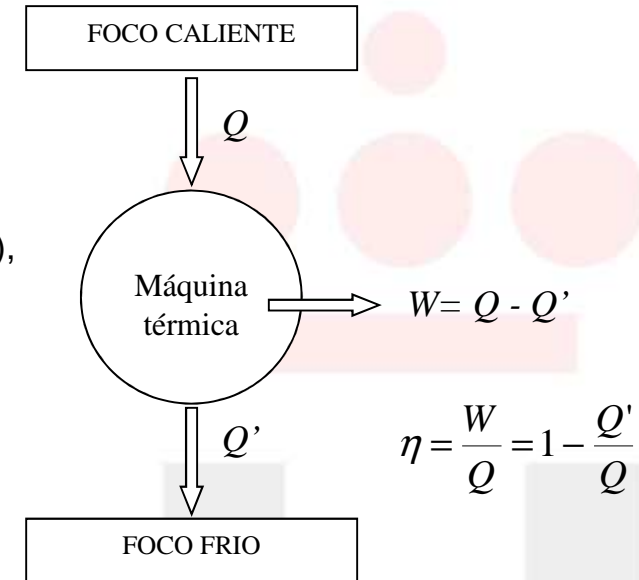 FOCO CALIENTE
Q
),
Máquina
térmica
W= Q - Q’
Q’
η = W/Q = 1 − Q'/Q
FOCO FRIO